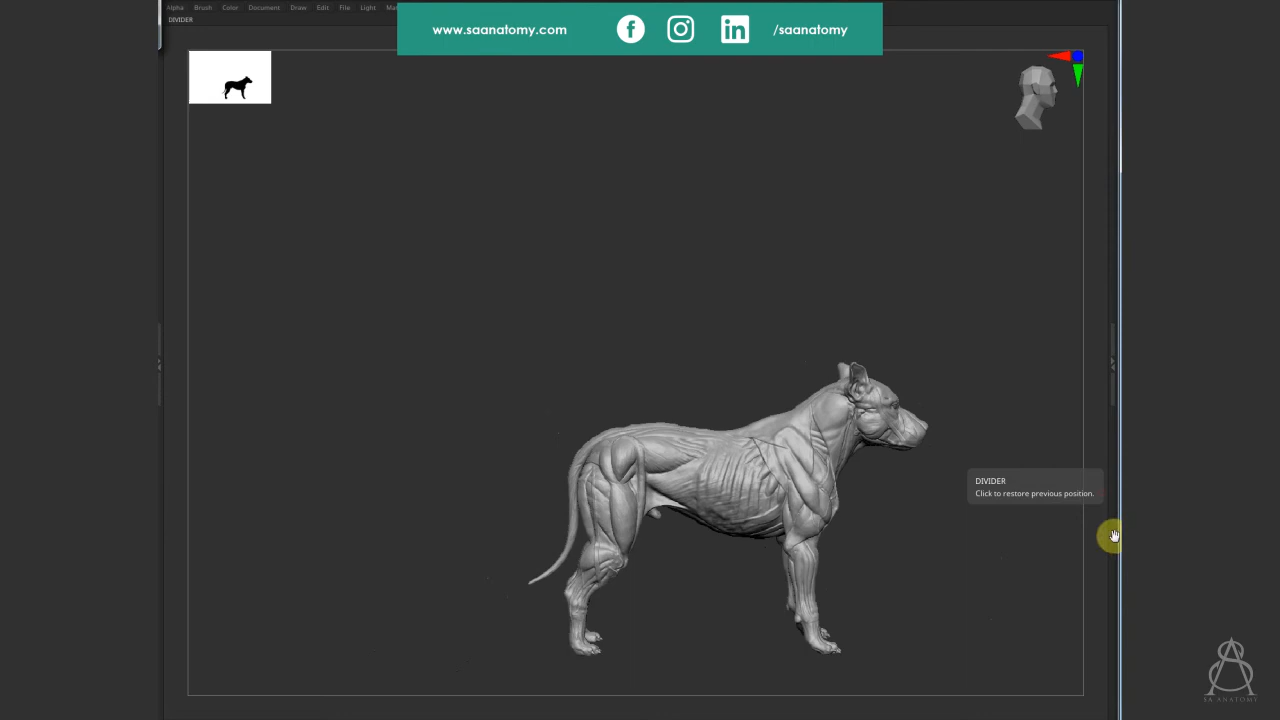 Alpha Brush Color Document Draw Edit File Light
DIVIDER
www.saanatomy.com /saanatomy
DIVIDER
Click to restore previous position.
SA ANATOMY